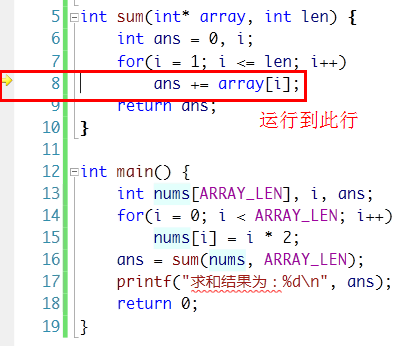 5 int sum(int* array, int len) {
6 int ans = 0, i;
7 for(i = 1; i <= len; i++)
8 ans += array[i];
9 return ans;
10 }
运行到此行
11
12 int main() {
13 int nums[ARRAY_LEN], i, ans;
14 for(i = 0; i < ARRAY_LEN; i++)
15 nums[i] = i * 2;
16 ans = sum(nums, ARRAY_LEN);
17 printf("求和结果为：%d\n", ans);
18 return 0;
19 }